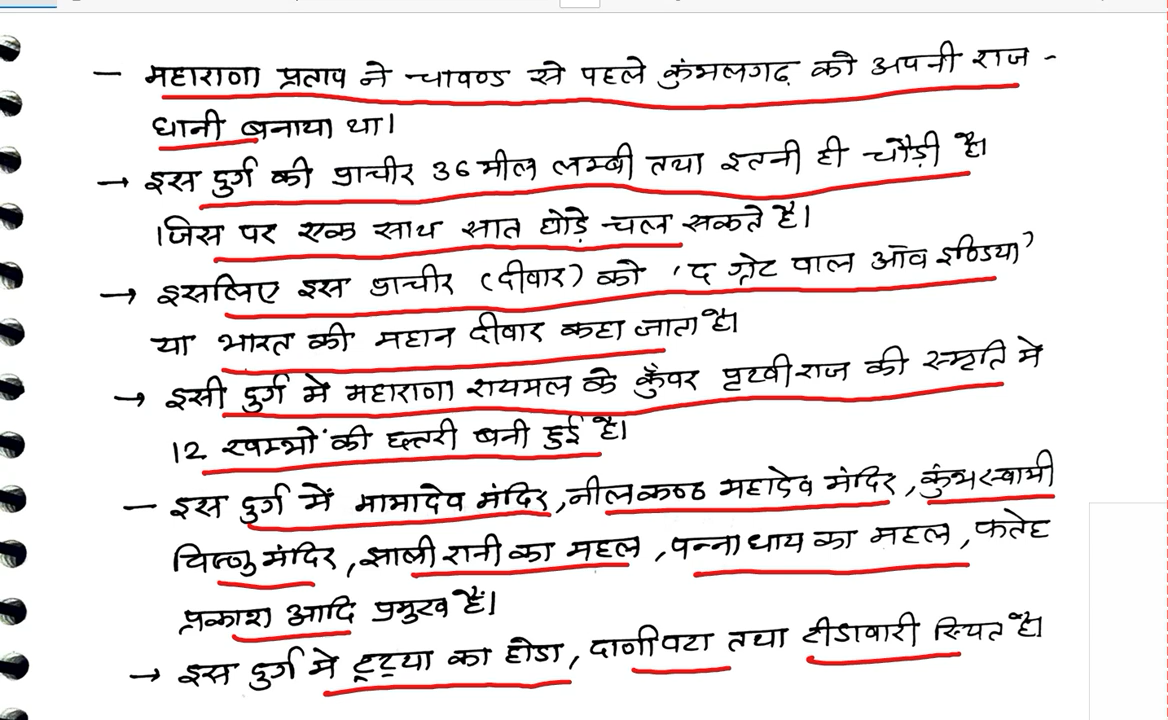 - महाराणा प्रताप ने चावण्ड से पहले कुंभलगढ़ को अपनी राज -
धानी बनाया था।
→ इस दुर्ग की प्राचीर 36 मील लम्बी तथा इतनी ही चौड़ी है।
जिस पर एक साथ सात घोड़े चल सकते है।
→ इसलिए इस प्राचीर (दीवार) को 'द ग्रेट वाल ऑव इण्डिया'
या भारत की महान दीवार कहा जाता है।
→ इसी दुर्ग में महाराणा रायमल के कुँवर पृथ्वीराज की स्मृति में
12 खम्भों की छतरी बनी हुई है।
- इस दुर्ग में मामादेव मंदिर, नीलकण्ठ महादेव मंदिर, कुंभस्वामी
विष्णु मंदिर, झाली रानी का महल, पन्नाधाय का महल, फतेह
प्रकाश आदि प्रमुख हैं।
→ इस दुर्ग में टूट्या का होडा, दाणीवटा तथा टीडाबारी स्थित है।